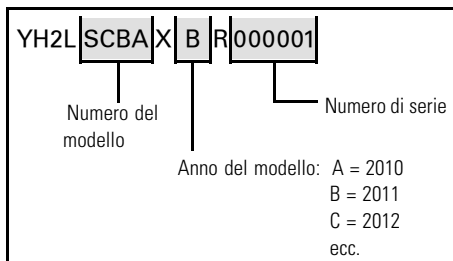 YH2L SCBA X B R 000001
Numero del
modello
Numero di serie
Anno del modello: A = 2010
B = 2011
C = 2012
ecc.